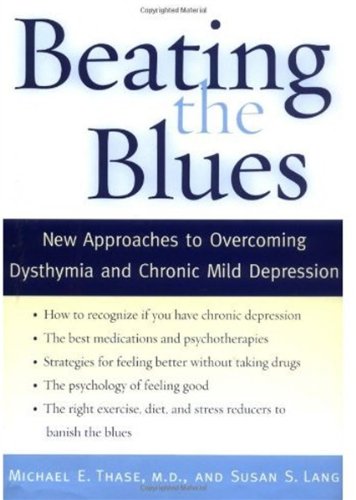 Beating
the
Blues
New Approaches to Overcoming
Dysthymia and Chronic Mild Depression
• How to recognize if you have chronic depression
• The best medications and psychotherapies
• Strategies for feeling better without taking drugs
• The psychology of feeling good
• The right exercise, diet, and stress reducers to
banish the blues
MICHAEL E. THASE, M.D., AND SUSAN S. LANG